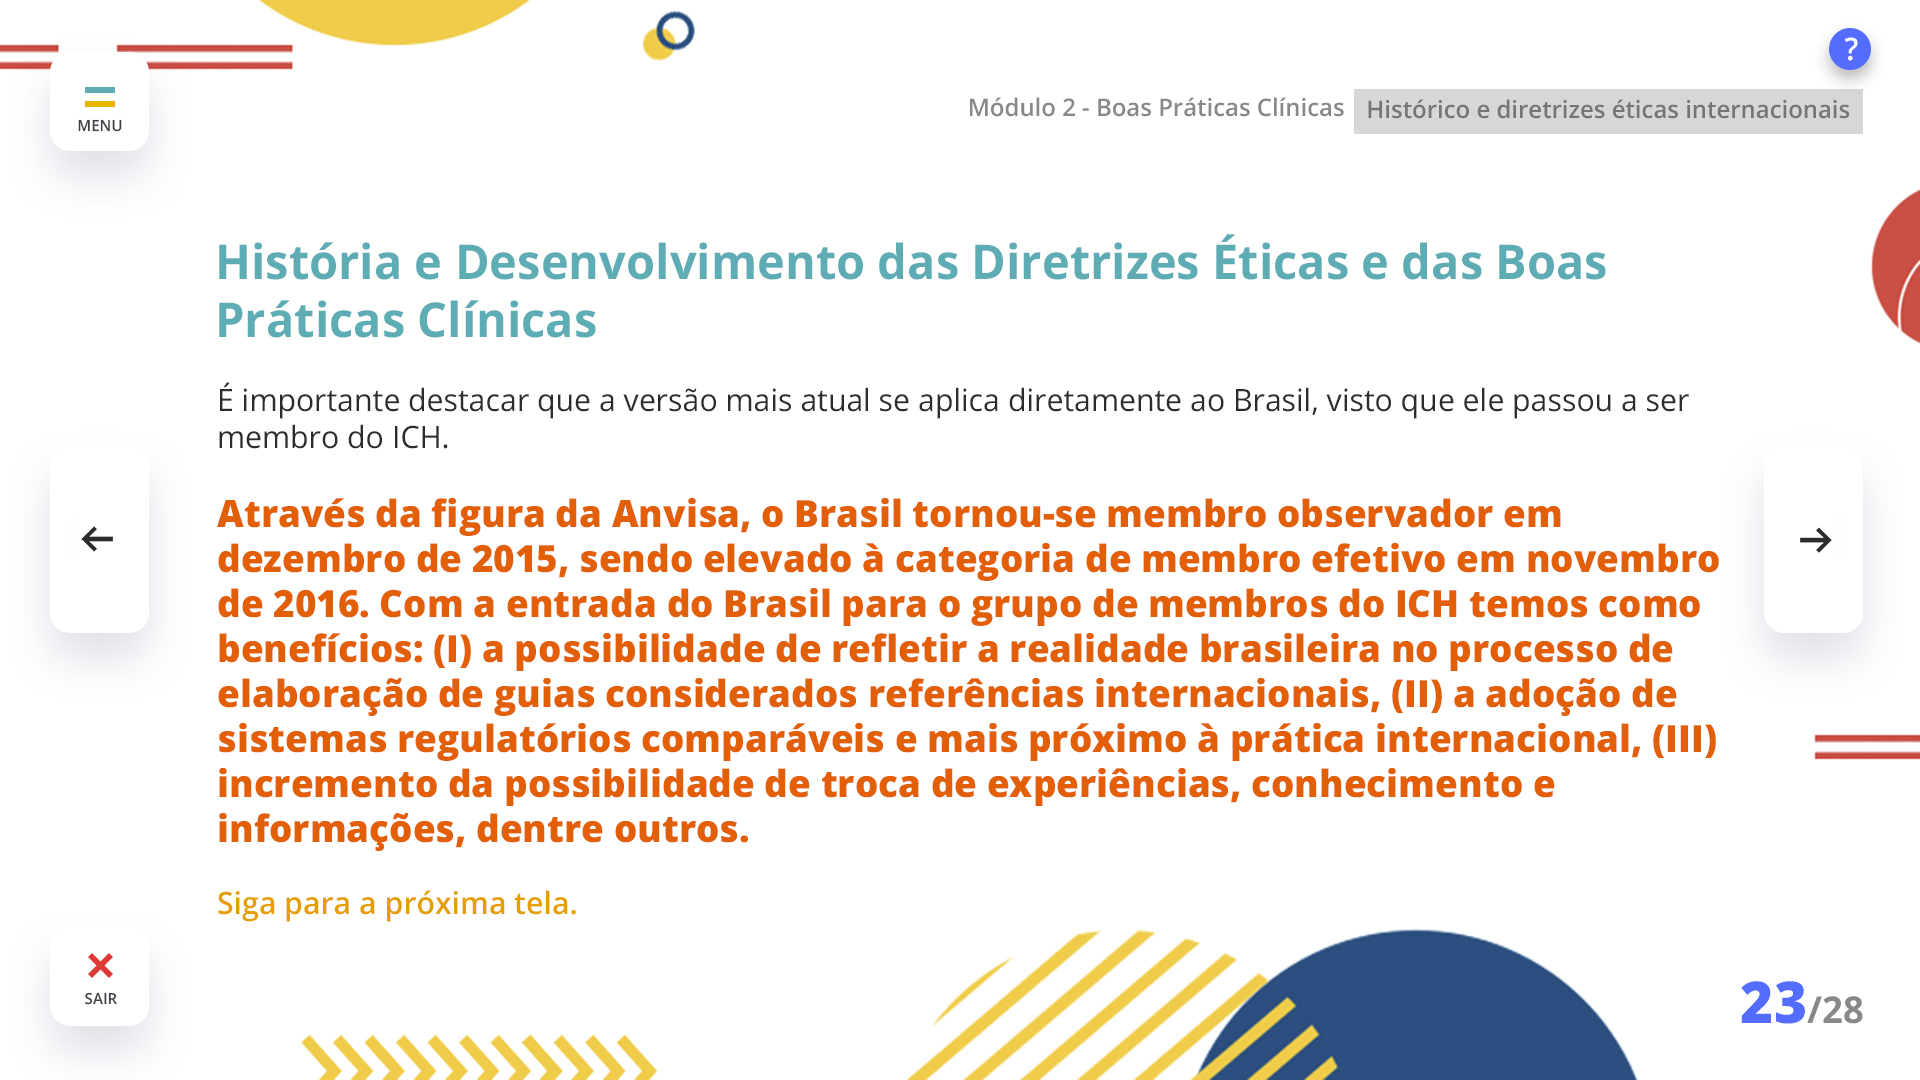 ?
MENU
Módulo 2 - Boas Práticas Clínicas
Histórico e diretrizes éticas internacionais
História e Desenvolvimento das Diretrizes Éticas e das Boas
Práticas Clínicas
É importante destacar que a versão mais atual se aplica diretamente ao Brasil, visto que ele passou a ser
membro do ICH.
Através da figura da Anvisa, o Brasil tornou-se membro observador em
dezembro de 2015, sendo elevado à categoria de membro efetivo em novembro
de 2016. Com a entrada do Brasil para o grupo de membros do ICH temos como
benefícios: (I) a possibilidade de refletir a realidade brasileira no processo de
elaboração de guias considerados referências internacionais, (II) a adoção de
sistemas regulatórios comparáveis e mais próximo à prática internacional, (III)
incremento da possibilidade de troca de experiências, conhecimento e
informações, dentre outros.
Siga para a próxima tela.
SAIR
23/28